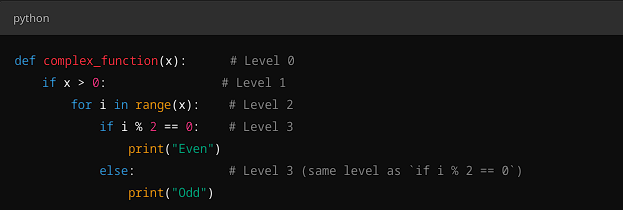 python
def complex_function(x):      # Level 0
    if x > 0:                # Level 1
        for i in range(x):    # Level 2
            if i % 2 == 0:    # Level 3
                print("Even")
            else:             # Level 3 (same level as `if i % 2 == 0`)
                print("Odd")